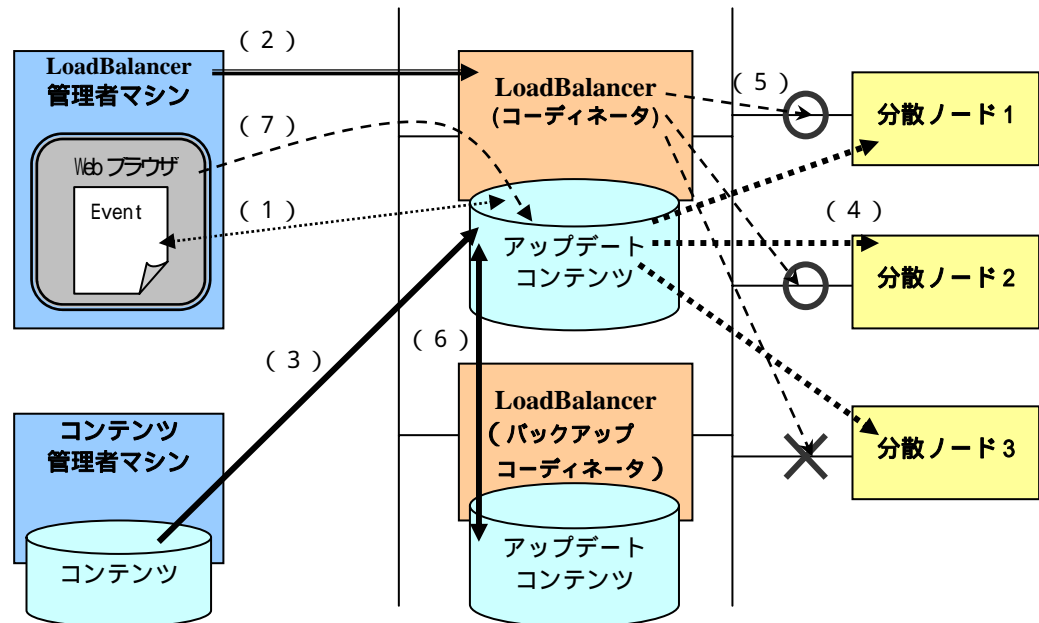 (2)
LoadBalancer
管理者マシン
(7)
Web ブラウザ
Event
(1)
(3)
コンテンツ
管理者マシン
コンテンツ
LoadBalancer
(コーディネータ)
アップデート
コンテンツ
(6)
LoadBalancer
(バックアップ
コーディネータ)
アップデート
コンテンツ
(5)
分散ノード1
(4)
分散ノード2
分散ノード3